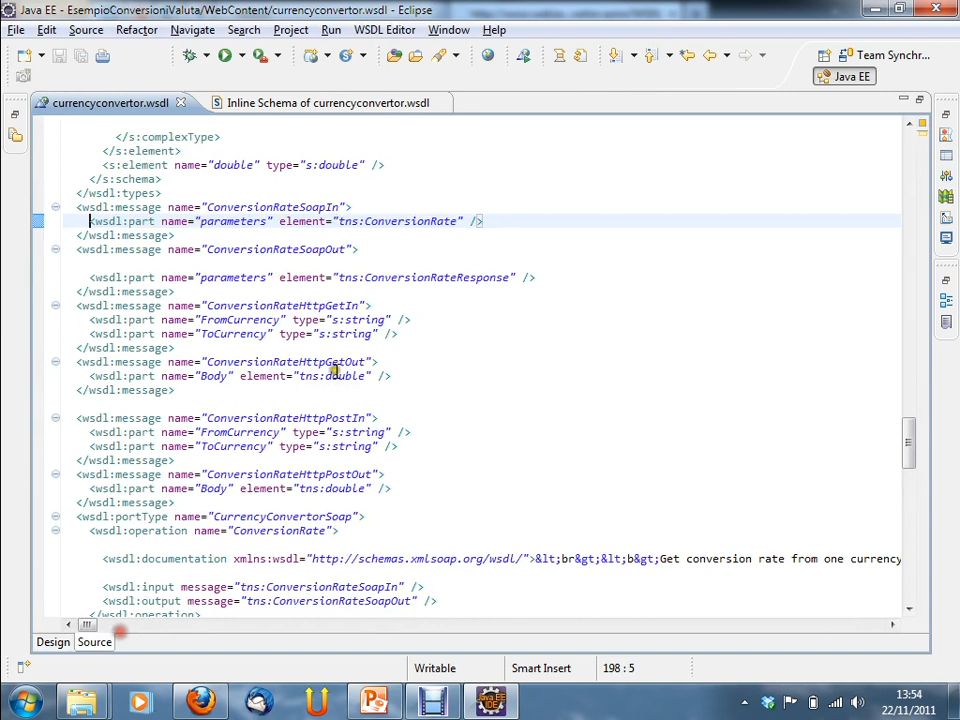 Java EE - EsempioConversioniValuta/WebContent/currencyconvertor.wsdl - Eclipse
File Edit Source Refactor Navigate Search Project Run WSDL Editor Window Help
Team Synchr...
Java EE
currencyconvertor.wsdl
S Inline Schema of currencyconvertor.wsdl
</s:complexType>
</s:element>
<s:element name="double" type="s:double" />
</s:schema>
</wsdl:types>
<wsdl:message name="ConversionRateSoapIn">
<wsdl:part name="parameters" element="tns:ConversionRate" />
</wsdl:message>
<wsdl:message name="ConversionRateSoapOut">
<wsdl:part name="parameters" element="tns:ConversionRateResponse" />
</wsdl:message>
<wsdl:message name="ConversionRateHttpGetIn">
<wsdl:part name="FromCurrency" type="s:string" />
<wsdl:part name="ToCurrency" type="s:string" />
</wsdl:message>
<wsdl:message name="ConversionRateHttpGetOut">
<wsdl:part name="Body" element="tns:double" />
</wsdl:message>
<wsdl:message name="ConversionRateHttpPostIn">
<wsdl:part name="FromCurrency" type="s:string" />
<wsdl:part name="ToCurrency" type="s:string" />
</wsdl:message>
<wsdl:message name="ConversionRateHttpPostOut">
<wsdl:part name="Body" element="tns:double" />
</wsdl:message>
<wsdl:portType name="CurrencyConvertorSoap">
<wsdl:operation name="ConversionRate">
<wsdl:documentation xmlns:wsdl="http://schemas.xmlsoap.org/wsdl/">&lt;br&gt;&lt;b&gt;Get conversion rate from one currency
<wsdl:input message="tns:ConversionRateSoapIn" />
<wsdl:output message="tns:ConversionRateSoapOut" />
</wsdl:operation>
Design Source
Writable Smart Insert 198 : 5
Java EE IDE
13:54
22/11/2011